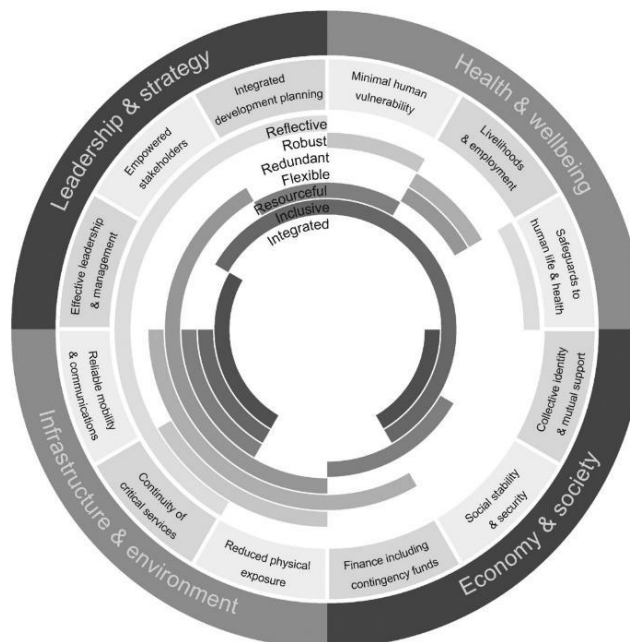 Leadership & strategy
Health & wellbeing
Economy & society
Infrastructure & environment
Integrated
development planning
Minimal human
vulnerability
Livelihoods
& employment
Safeguards to
human life & health
Collective identity
& mutual support
Social stability
& security
Finance including
contingency funds
Reduced physical
exposure
Continuity of
critical services
Reliable mobility
& communications
Effective leadership
& management
Empowered
stakeholders
Reflective
Robust
Redundant
Flexible
Resourceful
Inclusive
Integrated